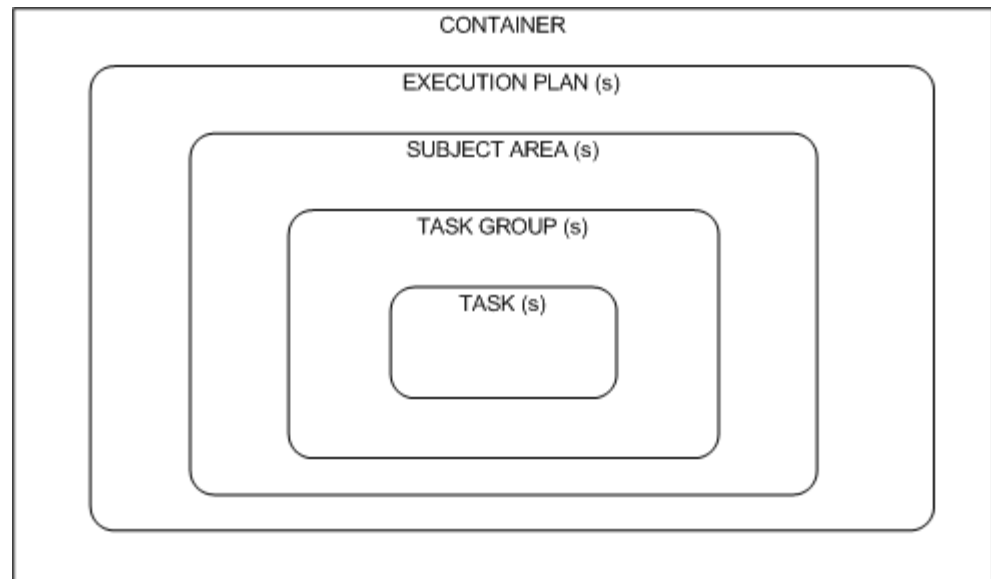 CONTAINER
EXECUTION PLAN (s)
SUBJECT AREA (s)
TASK GROUP (s)
TASK (s)